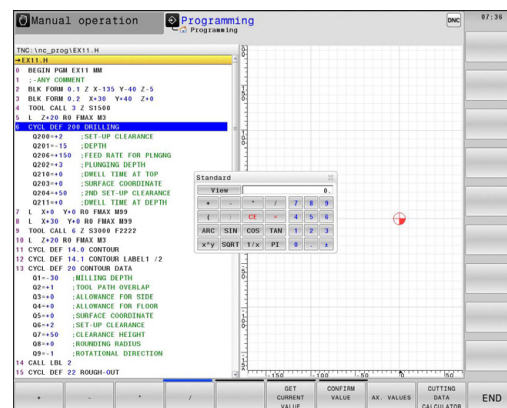 Manual operation
Programming
Programming
DNC
07:36
TNC:\nc_prog\EX11.H
→EX11.H
0 BEGIN PGM EX11 MM
1 ;-ANY COMMENT
2 BLK FORM 0.1 Z X-135 Y-40 Z-5
3 BLK FORM 0.2 X+30 Y+40 Z+0
4 TOOL CALL 3 Z S1500
5 L Z+20 R0 FMAX M3
6 CYCL DEF 200 DRILLING
Q200=+2 ;SET-UP CLEARANCE
Q201=-15 ;DEPTH
Q206=+150 ;FEED RATE FOR PLNGNG
Q202=+3 ;PLUNGING DEPTH
Q210=+0 ;DWELL TIME AT TOP
Q203=+0 ;SURFACE COORDINATE
Q204=+50 ;2ND SET-UP CLEARANCE
Q211=+0 ;DWELL TIME AT DEPTH
7 L X+0 Y+0 R0 FMAX M99
8 L X+30 Y+0 R0 FMAX M99
9 TOOL CALL 6 Z S3000 F2222
10 L Z+20 R0 FMAX M3
11 CYCL DEF 14.0 CONTOUR
12 CYCL DEF 14.1 CONTOUR LABEL1 /2
13 CYCL DEF 20 CONTOUR DATA
Q1=-30 ;MILLING DEPTH
Q2=+1 ;TOOL PATH OVERLAP
Q3=+0 ;ALLOWANCE FOR SIDE
Q4=+0 ;ALLOWANCE FOR FLOOR
Q5=+0 ;SURFACE COORDINATE
Q6=+2 ;SET-UP CLEARANCE
Q7=+50 ;CLEARANCE HEIGHT
Q8=+0 ;ROUNDING RADIUS
Q9=-1 ;ROTATIONAL DIRECTION
14 CALL LBL 2
15 CYCL DEF 22 ROUGH-OUT
Standard
View 0.
+ - * / 7 8 9
( ) CE = 4 5 6
ARC SIN COS TAN 1 2 3
x^y SQRT 1/x PI 0 . ±
-150 -100 -50 0 50
+ - * / GET CURRENT VALUE CONFIRM VALUE AX. VALUES CUTTING DATA CALCULATOR END